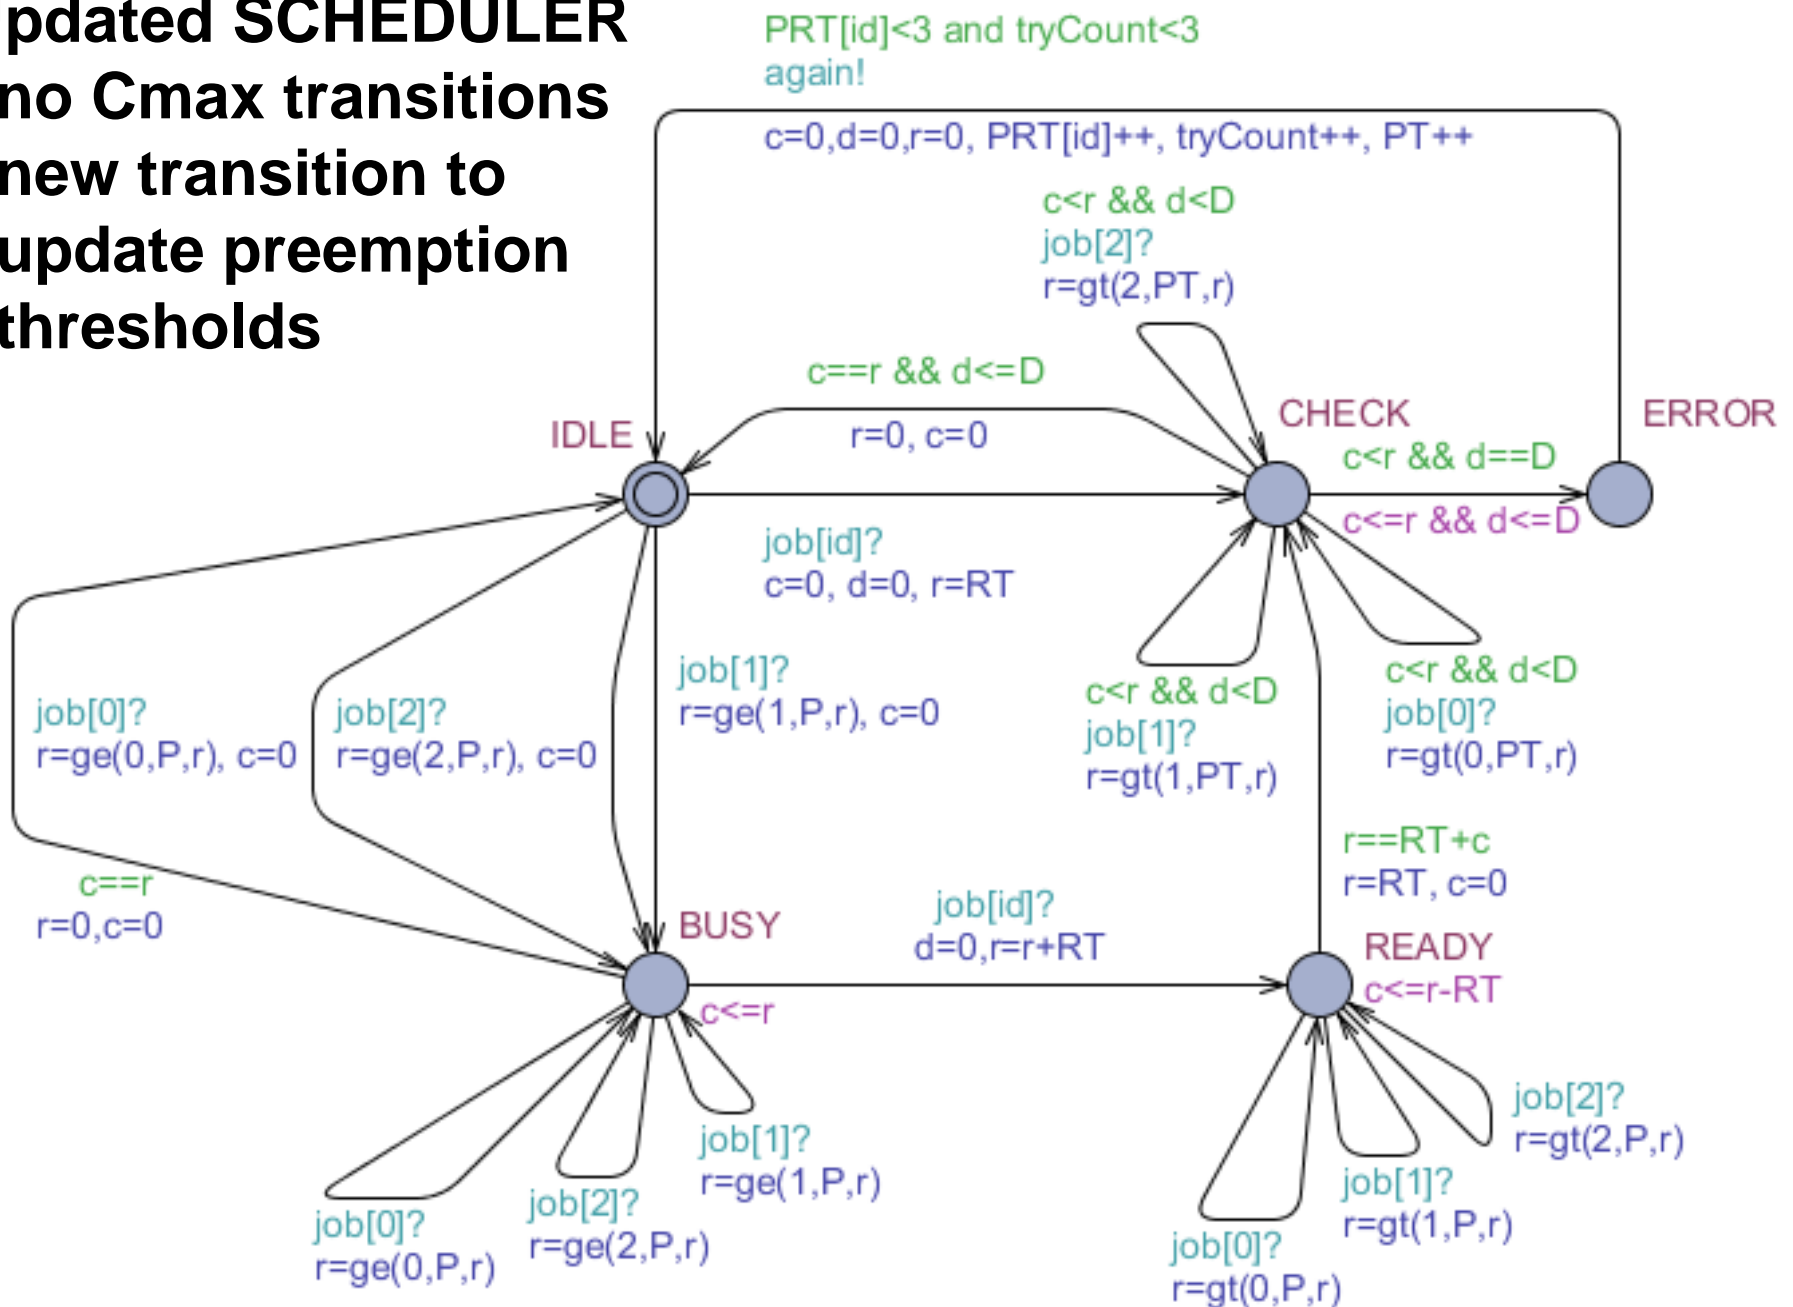 pdated SCHEDULER
no Cmax transitions
new transition to
update preemption
thresholds
PRT[id]<3 and tryCount<3
again!
c=0,d=0,r=0, PRT[id]++, tryCount++, PT++
c<r && d<D
job[2]?
r=gt(2,PT,r)
c==r && d<=D
r=0, c=0
IDLE
CHECK
ERROR
c<r && d==D
c<=r && d<=D
job[id]?
c=0, d=0, r=RT
job[0]?
r=ge(0,P,r), c=0
job[2]?
r=ge(2,P,r), c=0
job[1]?
r=ge(1,P,r), c=0
c<r && d<D
job[1]?
r=gt(1,PT,r)
c<r && d<D
job[0]?
r=gt(0,PT,r)
r==RT+c
r=RT, c=0
c==r
r=0,c=0
BUSY
c<=r
job[id]?
d=0,r=r+RT
READY
c<=r-RT
job[0]?
r=ge(0,P,r)
job[2]?
r=ge(2,P,r)
job[1]?
r=ge(1,P,r)
job[0]?
r=gt(0,P,r)
job[1]?
r=gt(1,P,r)
job[2]?
r=gt(2,P,r)